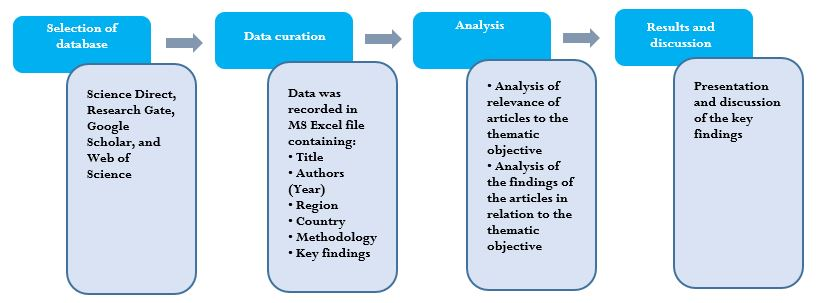 Selection of
database
Science Direct,
Research Gate,
Google
Scholar, and
Web of
Science
Data curation
Data was
recorded in
MS Excel file
containing:
• Title
• Authors
(Year)
• Region
• Country
• Methodology
• Key findings
Analysis
• Analysis of
relevance of
articles to the
thematic
objective
• Analysis of
the findings of
the articles in
relation to the
thematic
objective
Results and
discussion
Presentation
and discussion
of the key
findings